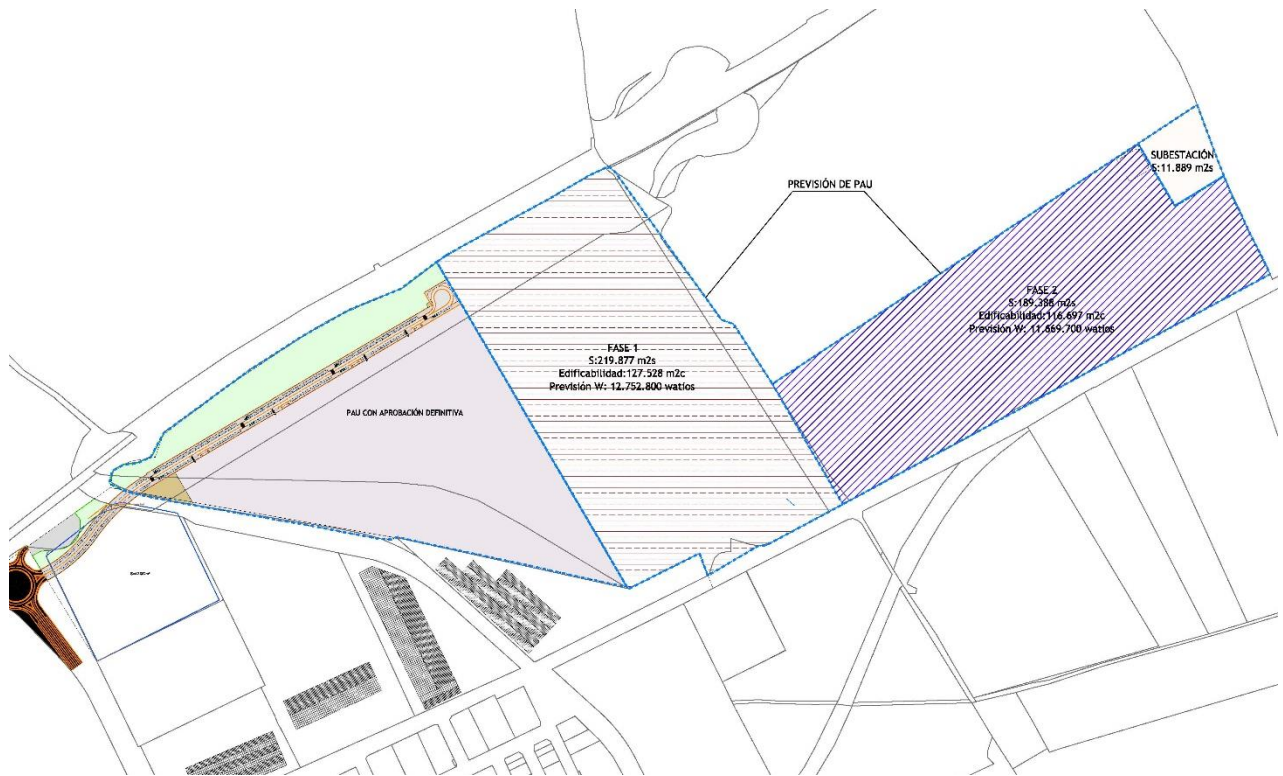 SUBESTACIÓN
S:11.889 m2s
PREVISIÓN DE PAU
FASE 2
S:189.388 m2s
Edificabilidad:116.697 m2c
Previsión W: 11.669.700 watios
FASE 1
S:219.877 m2s
Edificabilidad:127.528 m2c
Previsión W: 12.752.800 watios
PAU CON APROBACIÓN DEFINITIVA